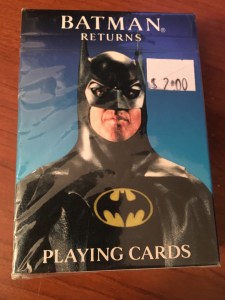 BATMAN®
RETURNS
$ 2.00
PLAYING CARDS